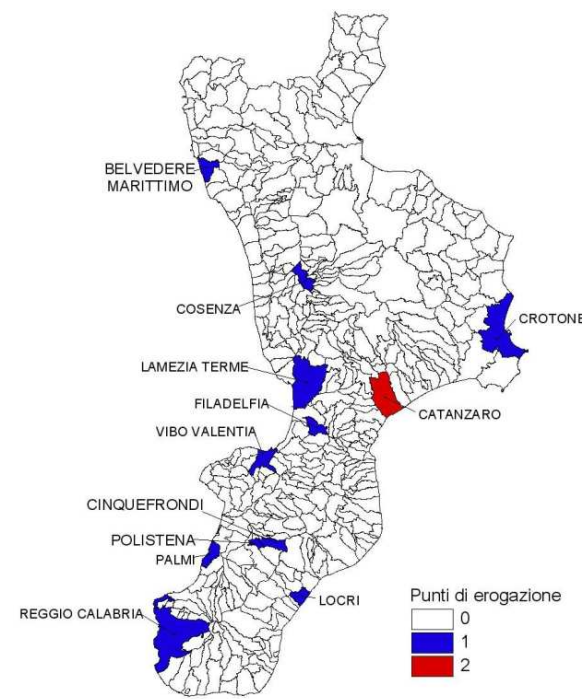 BELVEDERE
MARITTIMO
COSENZA
CROTONE
LAMEZIA TERME
FILADELFIA
CATANZARO
VIBO VALENTIA
CINQUEFRONDI
POLISTENA
PALMI
LOCRI
REGGIO CALABRIA
Punti di erogazione
0
1
2